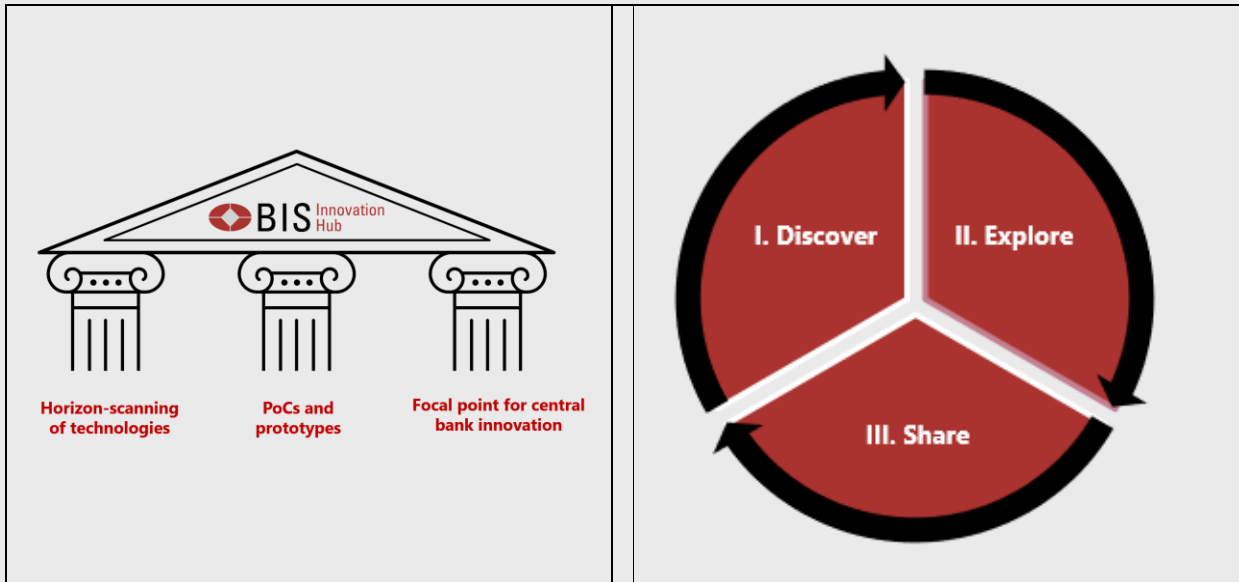 BIS Innovation
Hub
Horizon-scanning
of technologies
PoCs and
prototypes
Focal point for central
bank innovation
I. Discover
II. Explore
III. Share